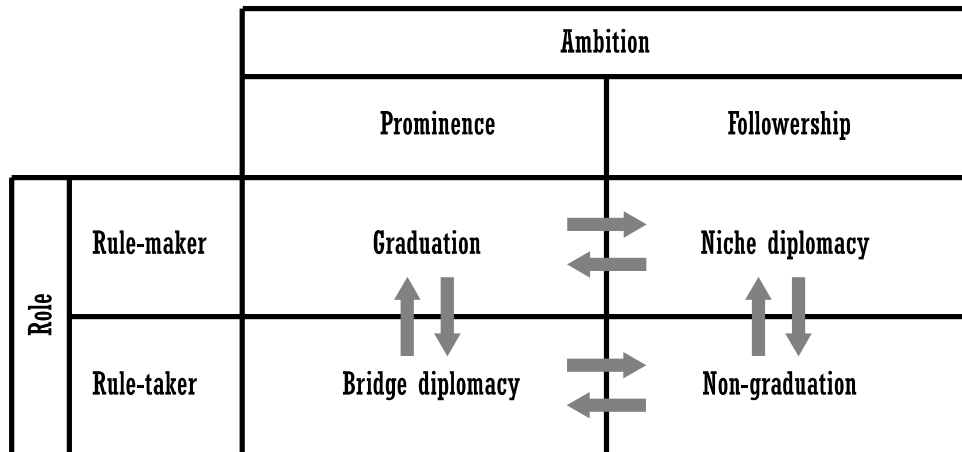 Ambition
Prominence Followership
Role
Rule-maker Graduation Niche diplomacy
Rule-taker Bridge diplomacy Non-graduation